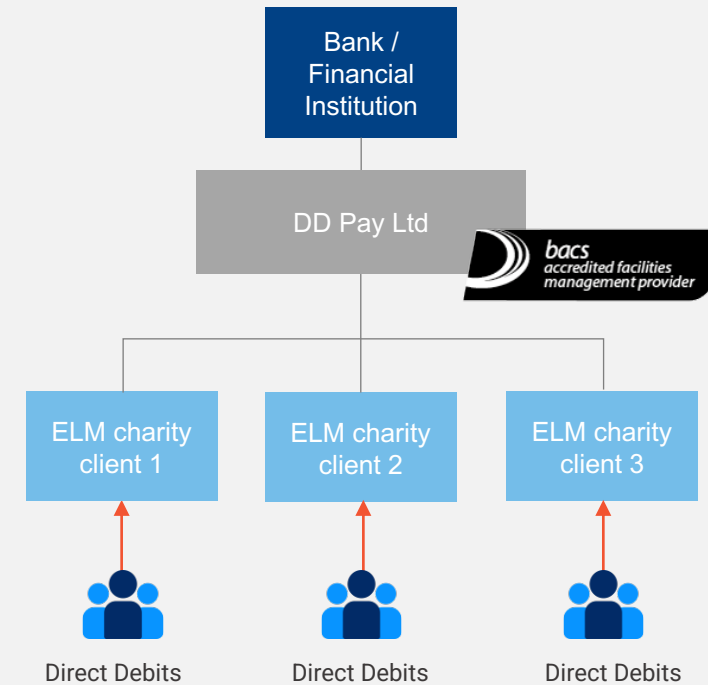 Bank /
Financial
Institution
DD Pay Ltd
bacs
accredited facilities
management provider
ELM charity
client 1
ELM charity
client 2
ELM charity
client 3
Direct Debits
Direct Debits
Direct Debits